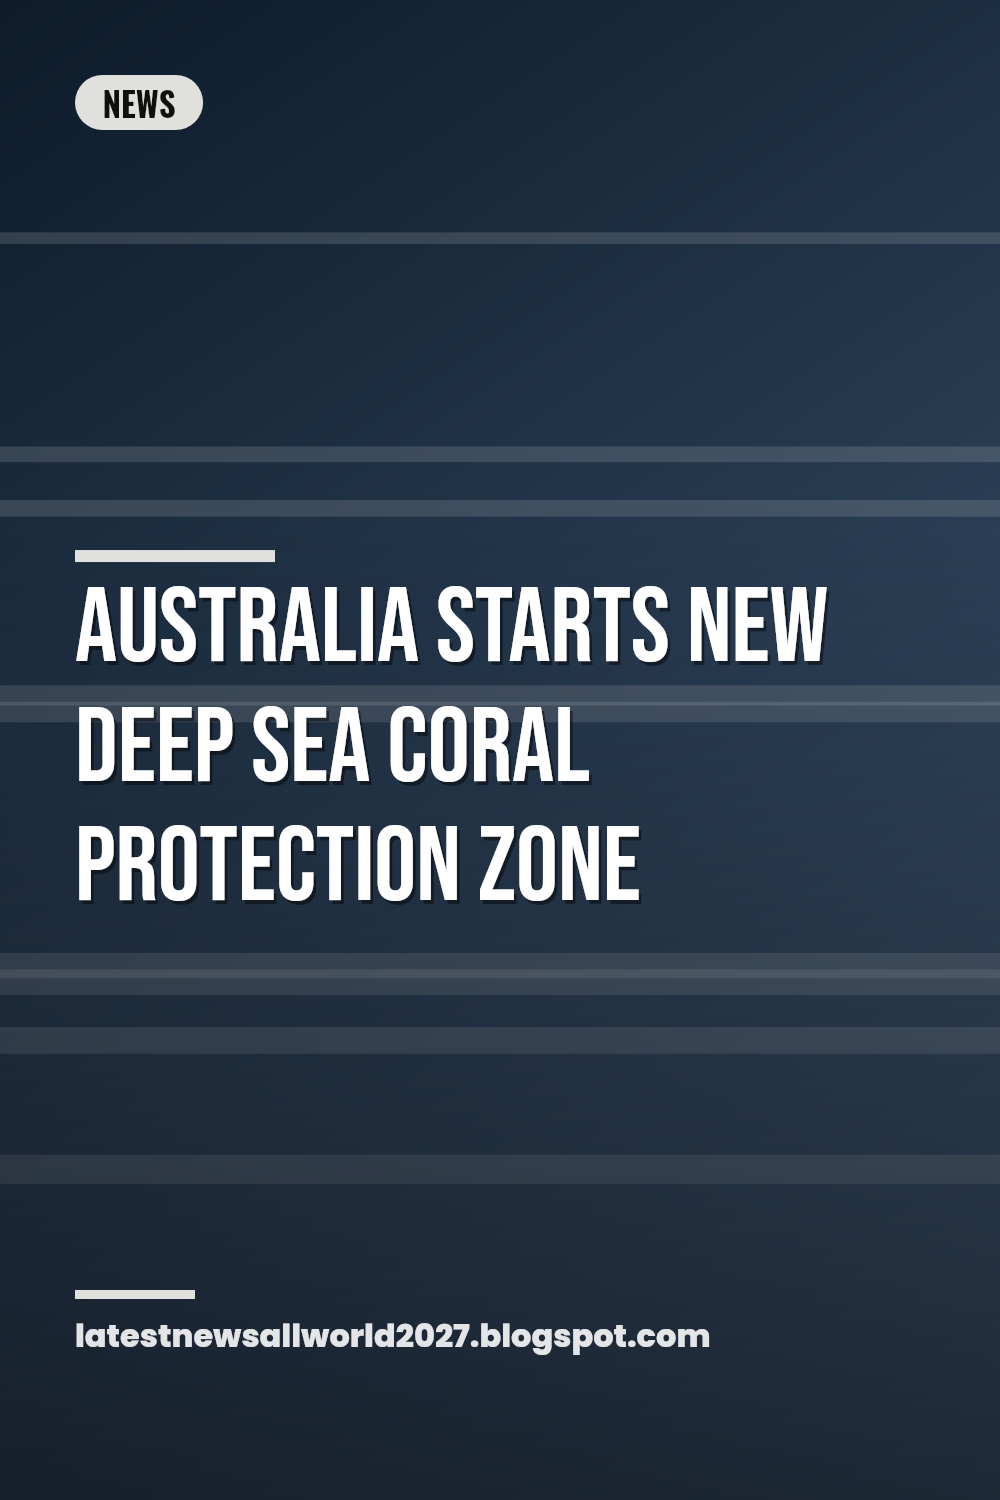 NEWS
AUSTRALIA STARTS NEW
DEEP SEA CORAL
PROTECTION ZONE
latestnewsallworld2027.blogspot.com